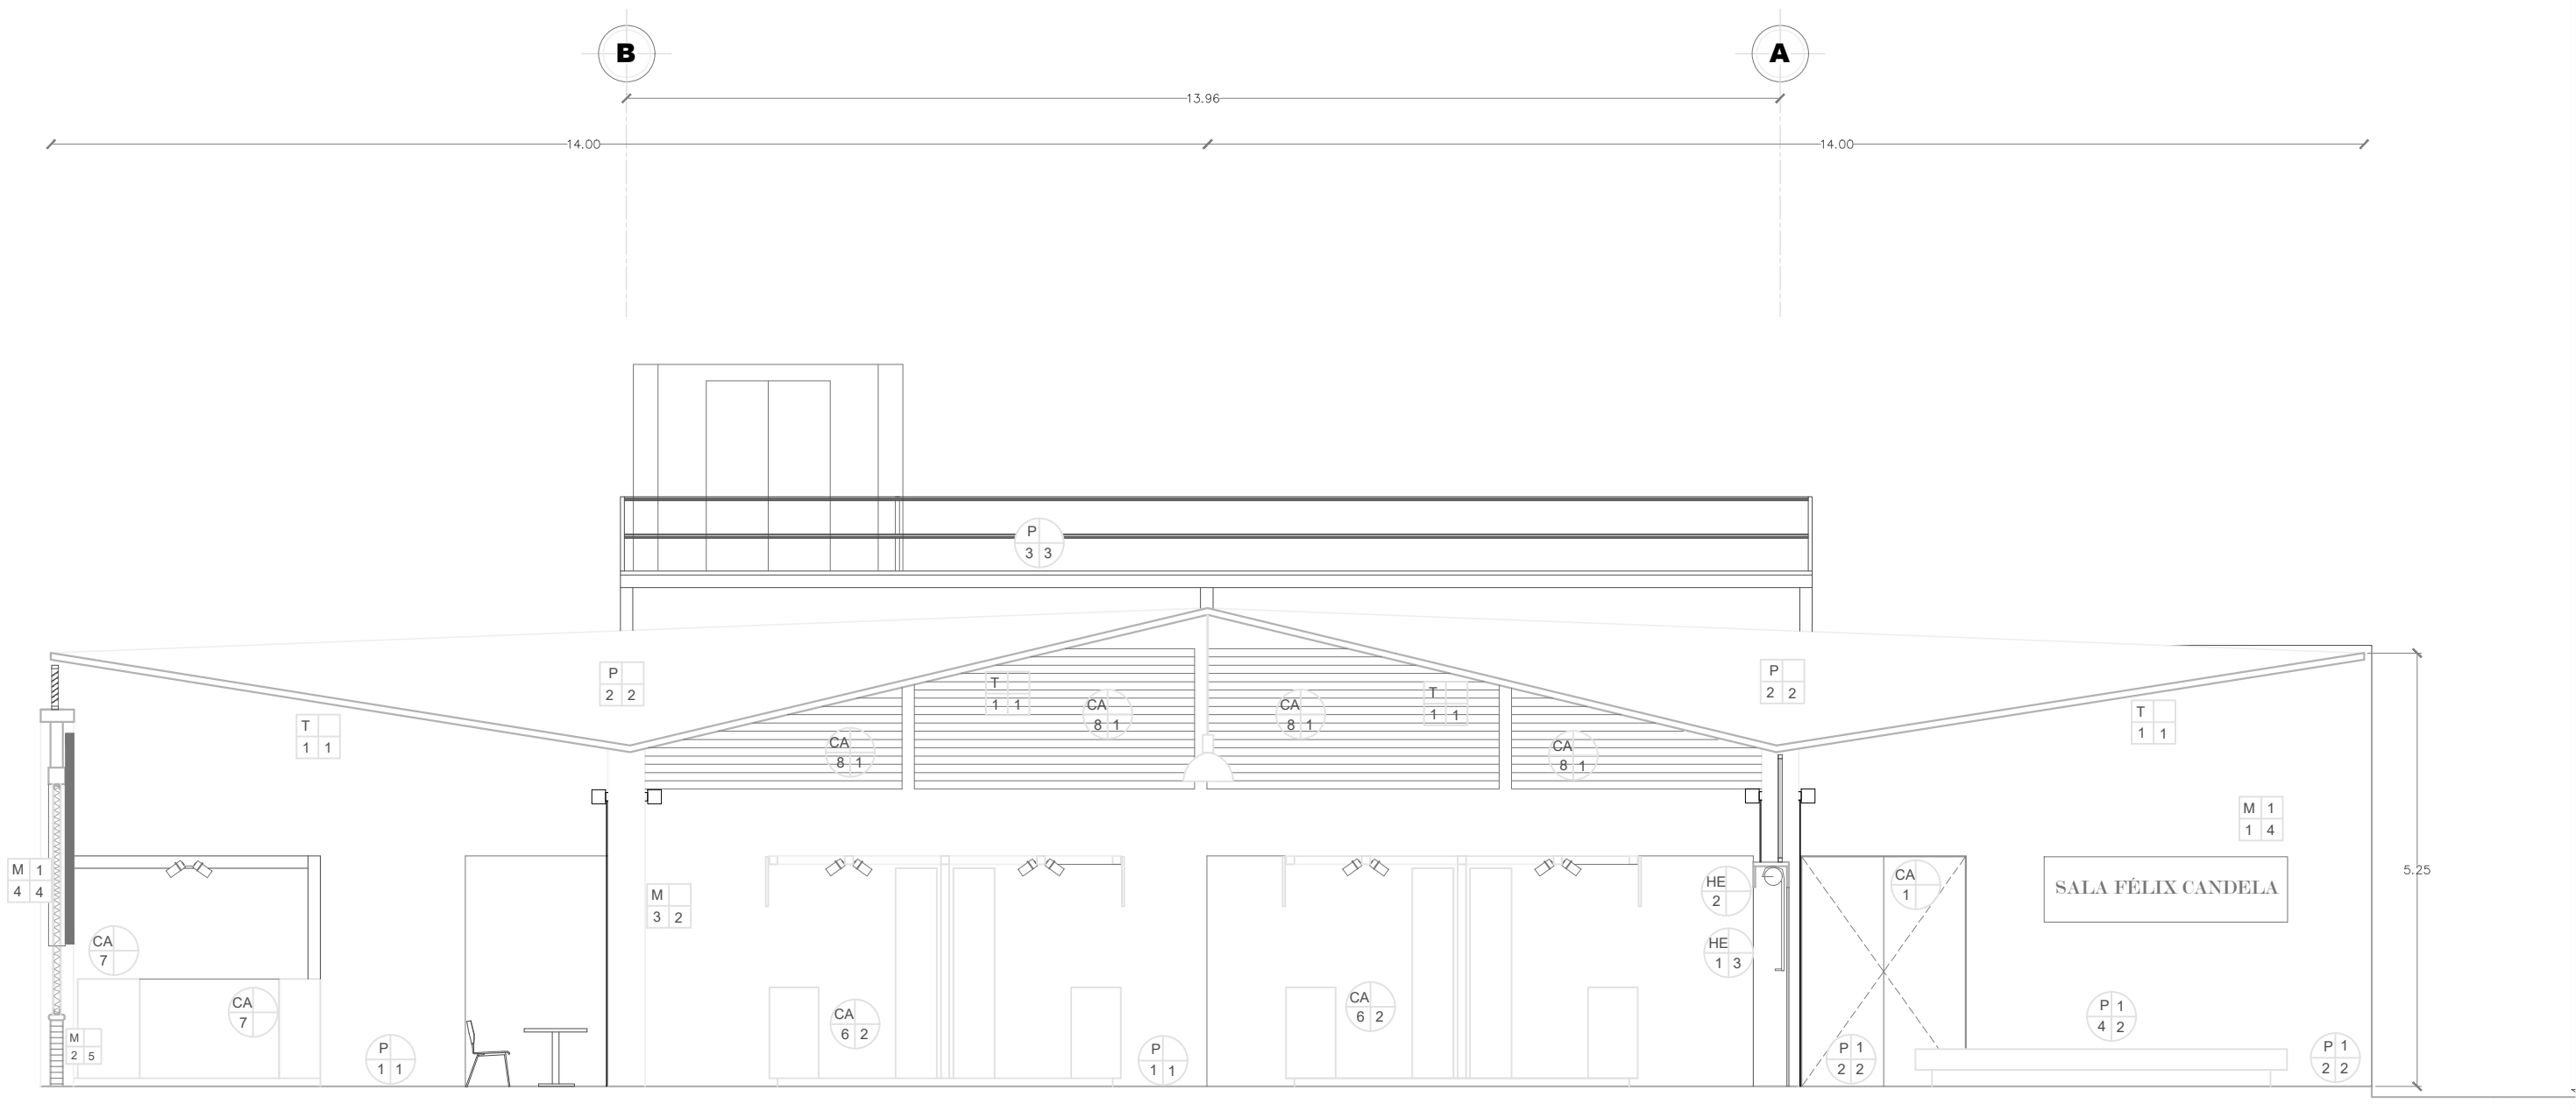 B
A
13.96
14.00
14.00
P
3 3
P
2 2
P
2 2
T
1 1
T
1 1
T
1 1
T
1 1
CA
8 1
CA
8 1
CA
8 1
CA
8 1
M 1
1 4
M 1
4 4
5.25
SALA FÉLIX CANDELA
CA
1
HE
2
M
3 2
CA
7
HE
1 3
CA
7
CA
6 2
CA
6 2
P 1
4 2
M
2 5
P
1 1
P
1 1
P 1
2 2
P 1
2 2